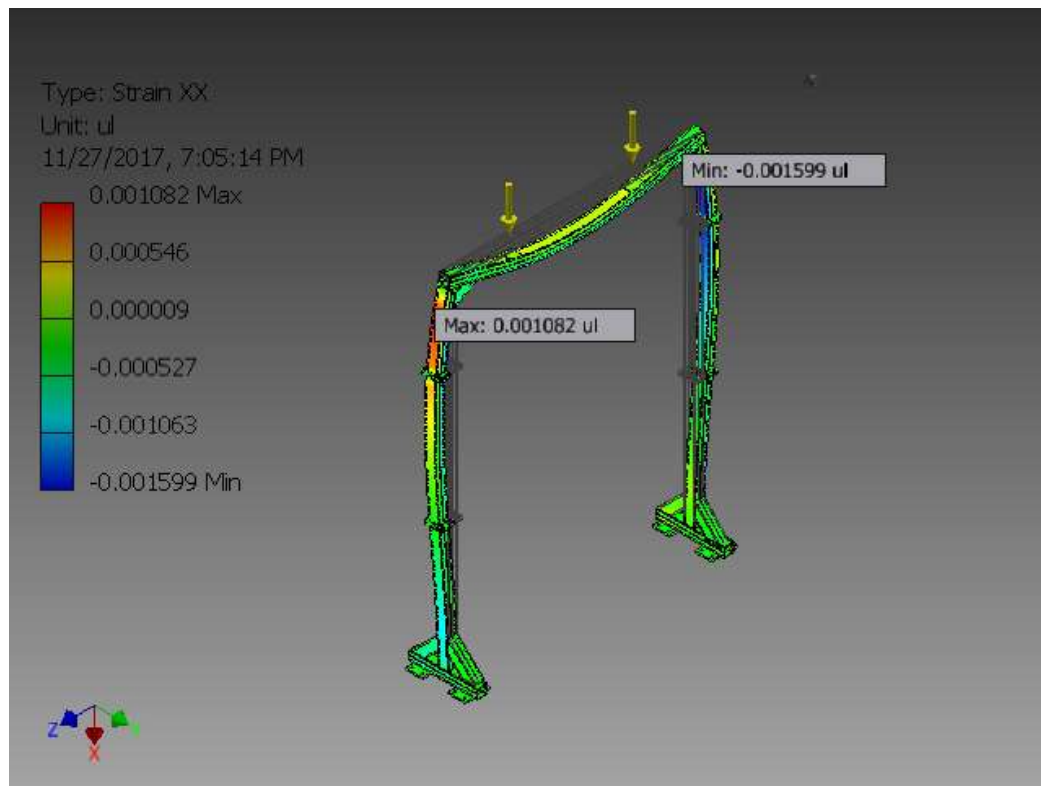 Type: Strain XX
Unit: ul
11/27/2017, 7:05:14 PM
0.001082 Max
0.000546
0.000009
-0.000527
-0.001063
-0.001599 Min
Min: -0.001599 ul
Max: 0.001082 ul
Z
Y
X